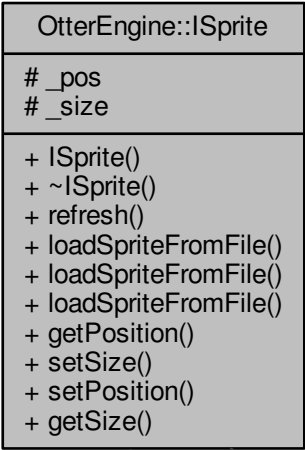 OtterEngine::ISprite
# _pos
# _size
+ ISprite()
+ ~ISprite()
+ refresh()
+ loadSpriteFromFile()
+ loadSpriteFromFile()
+ loadSpriteFromFile()
+ getPosition()
+ setSize()
+ setPosition()
+ getSize()